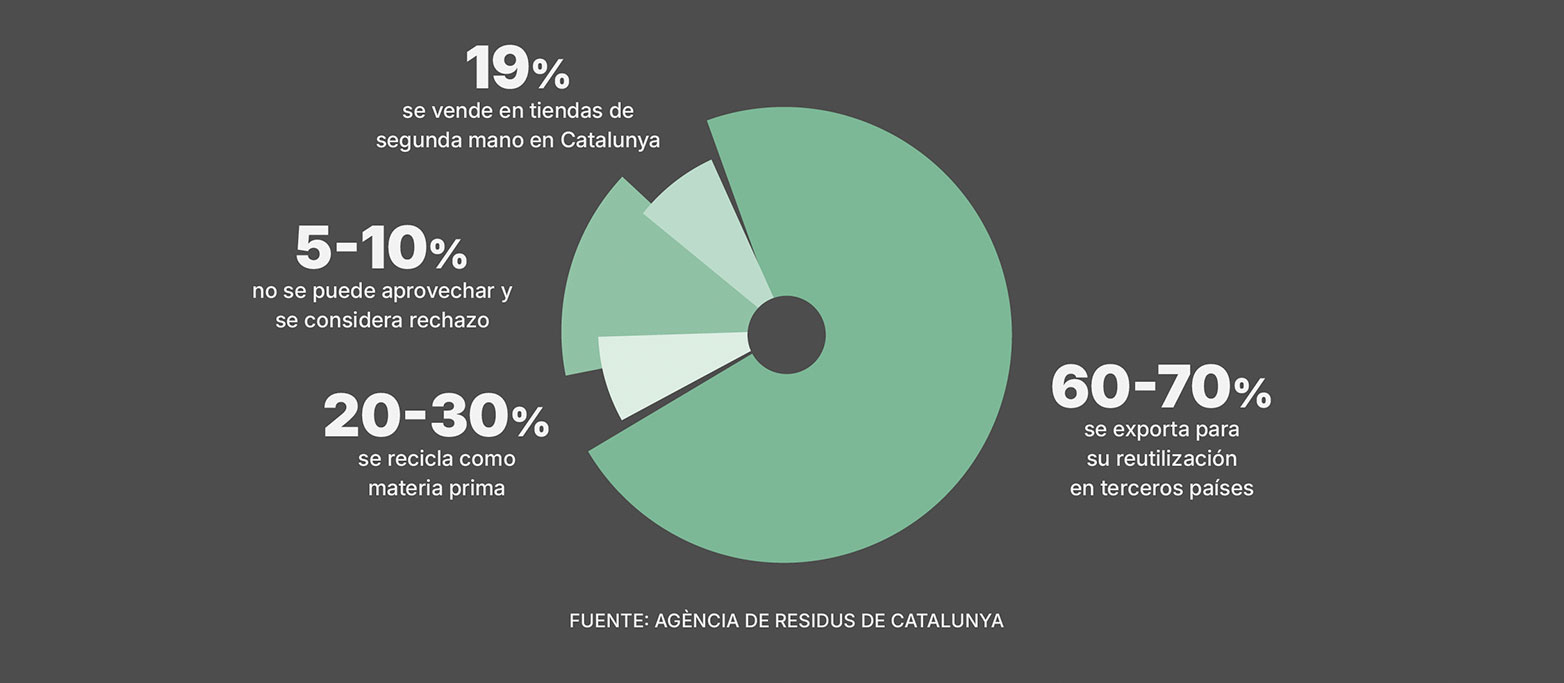 19%
se vende en tiendas de
segunda mano en Catalunya
5-10%
no se puede aprovechar y
se considera rechazo
20-30%
se recicla como
materia prima
60-70%
se exporta para
su reutilización
en terceros países
FUENTE: AGÈNCIA DE RESIDUS DE CATALUNYA